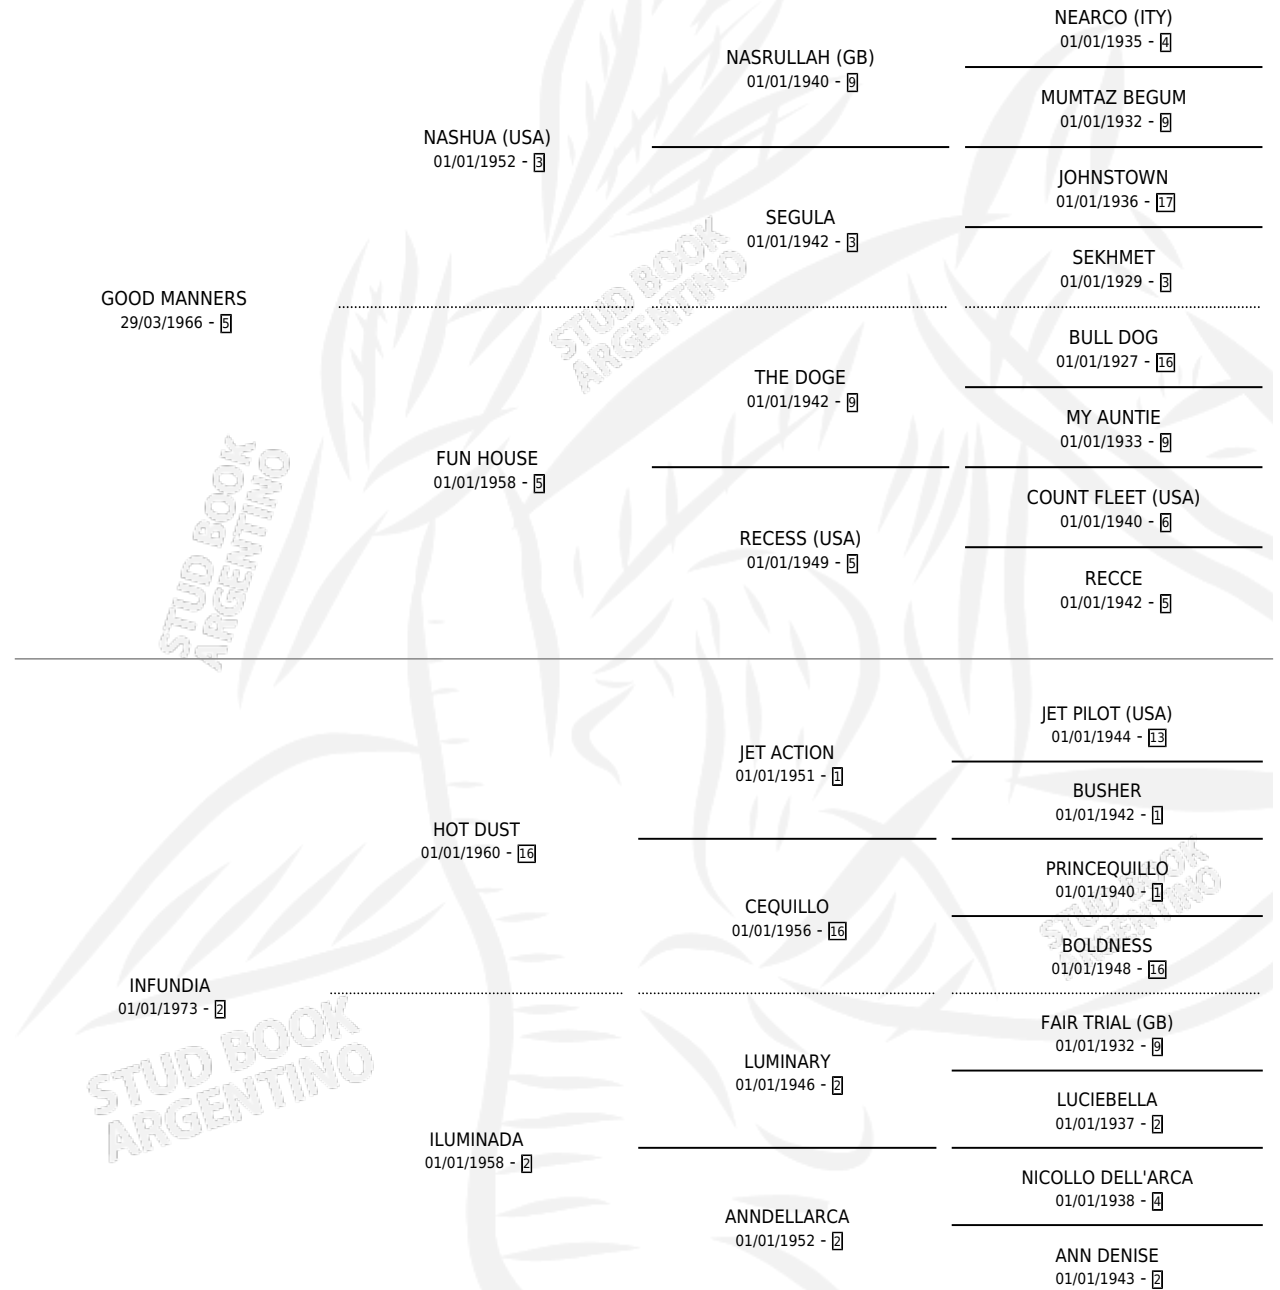 NEARCO (ITY)
01/01/1935 - 4
NASRULLAH (GB)
01/01/1940 - 9
MUMTAZ BEGUM
01/01/1932 - 9
NASHUA (USA)
01/01/1952 - 3
JOHNSTOWN
01/01/1936 - 17
SEGULA
01/01/1942 - 3
SEKHMET
01/01/1929 - 3
GOOD MANNERS
29/03/1966 - 5
BULL DOG
01/01/1927 - 16
THE DOGE
01/01/1942 - 9
MY AUNTIE
01/01/1933 - 9
FUN HOUSE
01/01/1958 - 5
COUNT FLEET (USA)
01/01/1940 - 6
RECESS (USA)
01/01/1949 - 5
RECCE
01/01/1942 - 5
JET PILOT (USA)
01/01/1944 - 13
JET ACTION
01/01/1951 - 1
BUSHER
01/01/1942 - 1
HOT DUST
01/01/1960 - 16
PRINCEQUILLO
01/01/1940 - 1
CEQUILLO
01/01/1956 - 16
BOLDNESS
01/01/1948 - 16
INFUNDIA
01/01/1973 - 2
FAIR TRIAL (GB)
01/01/1932 - 9
LUMINARY
01/01/1946 - 2
LUCIEBELLA
01/01/1937 - 2
ILUMINADA
01/01/1958 - 2
NICOLLO DELL'ARCA
01/01/1938 - 4
ANNDELLARCA
01/01/1952 - 2
ANN DENISE
01/01/1943 - 2
STUD BOOK
ARGENTINO
STUD BOOK
ARGENTINO
STUD BOOK
ARGENTINO
STUD BOOK
ARGENTINO